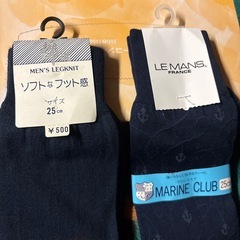 MEN'S LEGKNIT
ソフトなフット感
サイズ
25cm
￥500
LE MANS.
FRANCE
MARINE CLUB
25cm